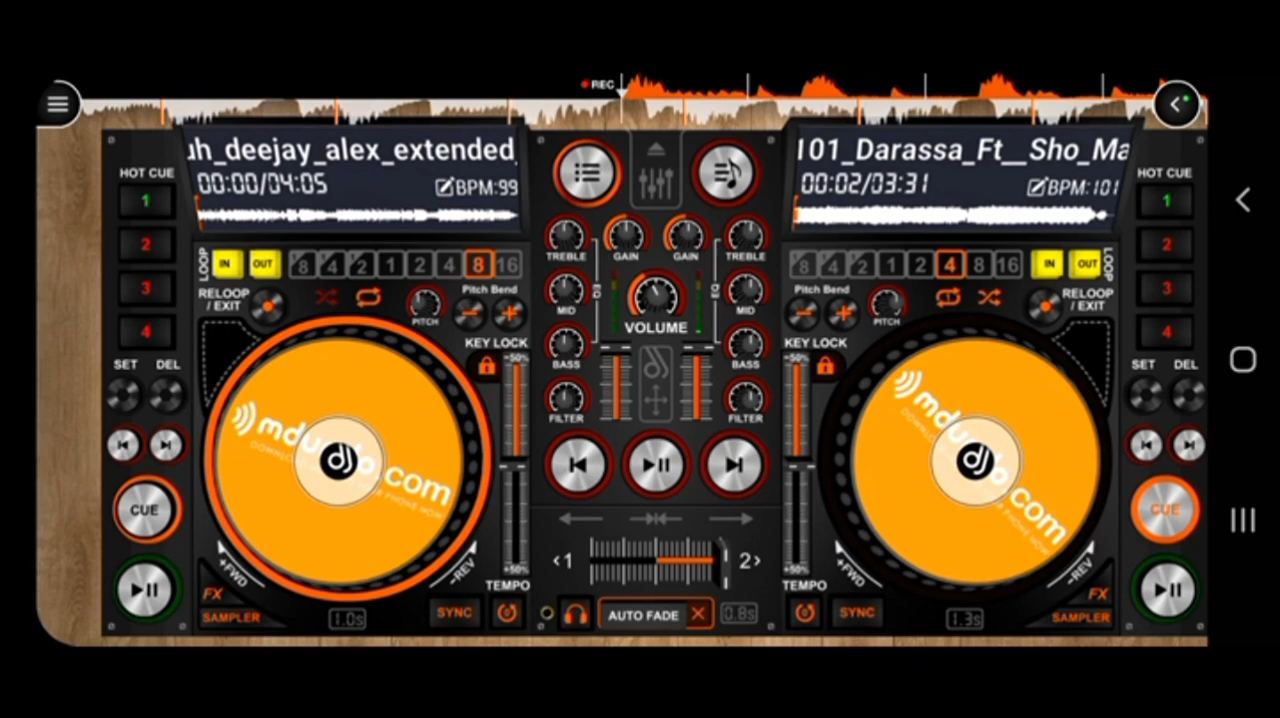 REC
uh_deejay_alex_extended_
00:00/04:05
BPM:99
101_Darassa_Ft__Sho_Ma
00:02/03:31
BPM:101
HOT CUE
1
2
3
4
SET DEL
CUE
LOOP
IN OUT
/8 /4 /2 1 2 4 8 16
RELOOP
/ EXIT
PITCH
Pitch Bend
KEY LOCK
-50%
+50%
TEMPO
mdundo.com
+FWD
-REV
FX
SAMPLER
1.0s
SYNC
TREBLE GAIN GAIN TREBLE
EQ EQ
MID MID
VOLUME
BASS BASS
FILTER FILTER
<1 2>
AUTO FADE
0.8s
/8 /4 /2 1 2 4 8 16
IN OUT
LOOP
Pitch Bend
PITCH
RELOOP
/ EXIT
KEY LOCK
-50%
+50%
TEMPO
mdundo.com
+FWD
-REV
SYNC
1.3s
FX
SAMPLER
HOT CUE
1
2
3
4
SET DEL
CUE